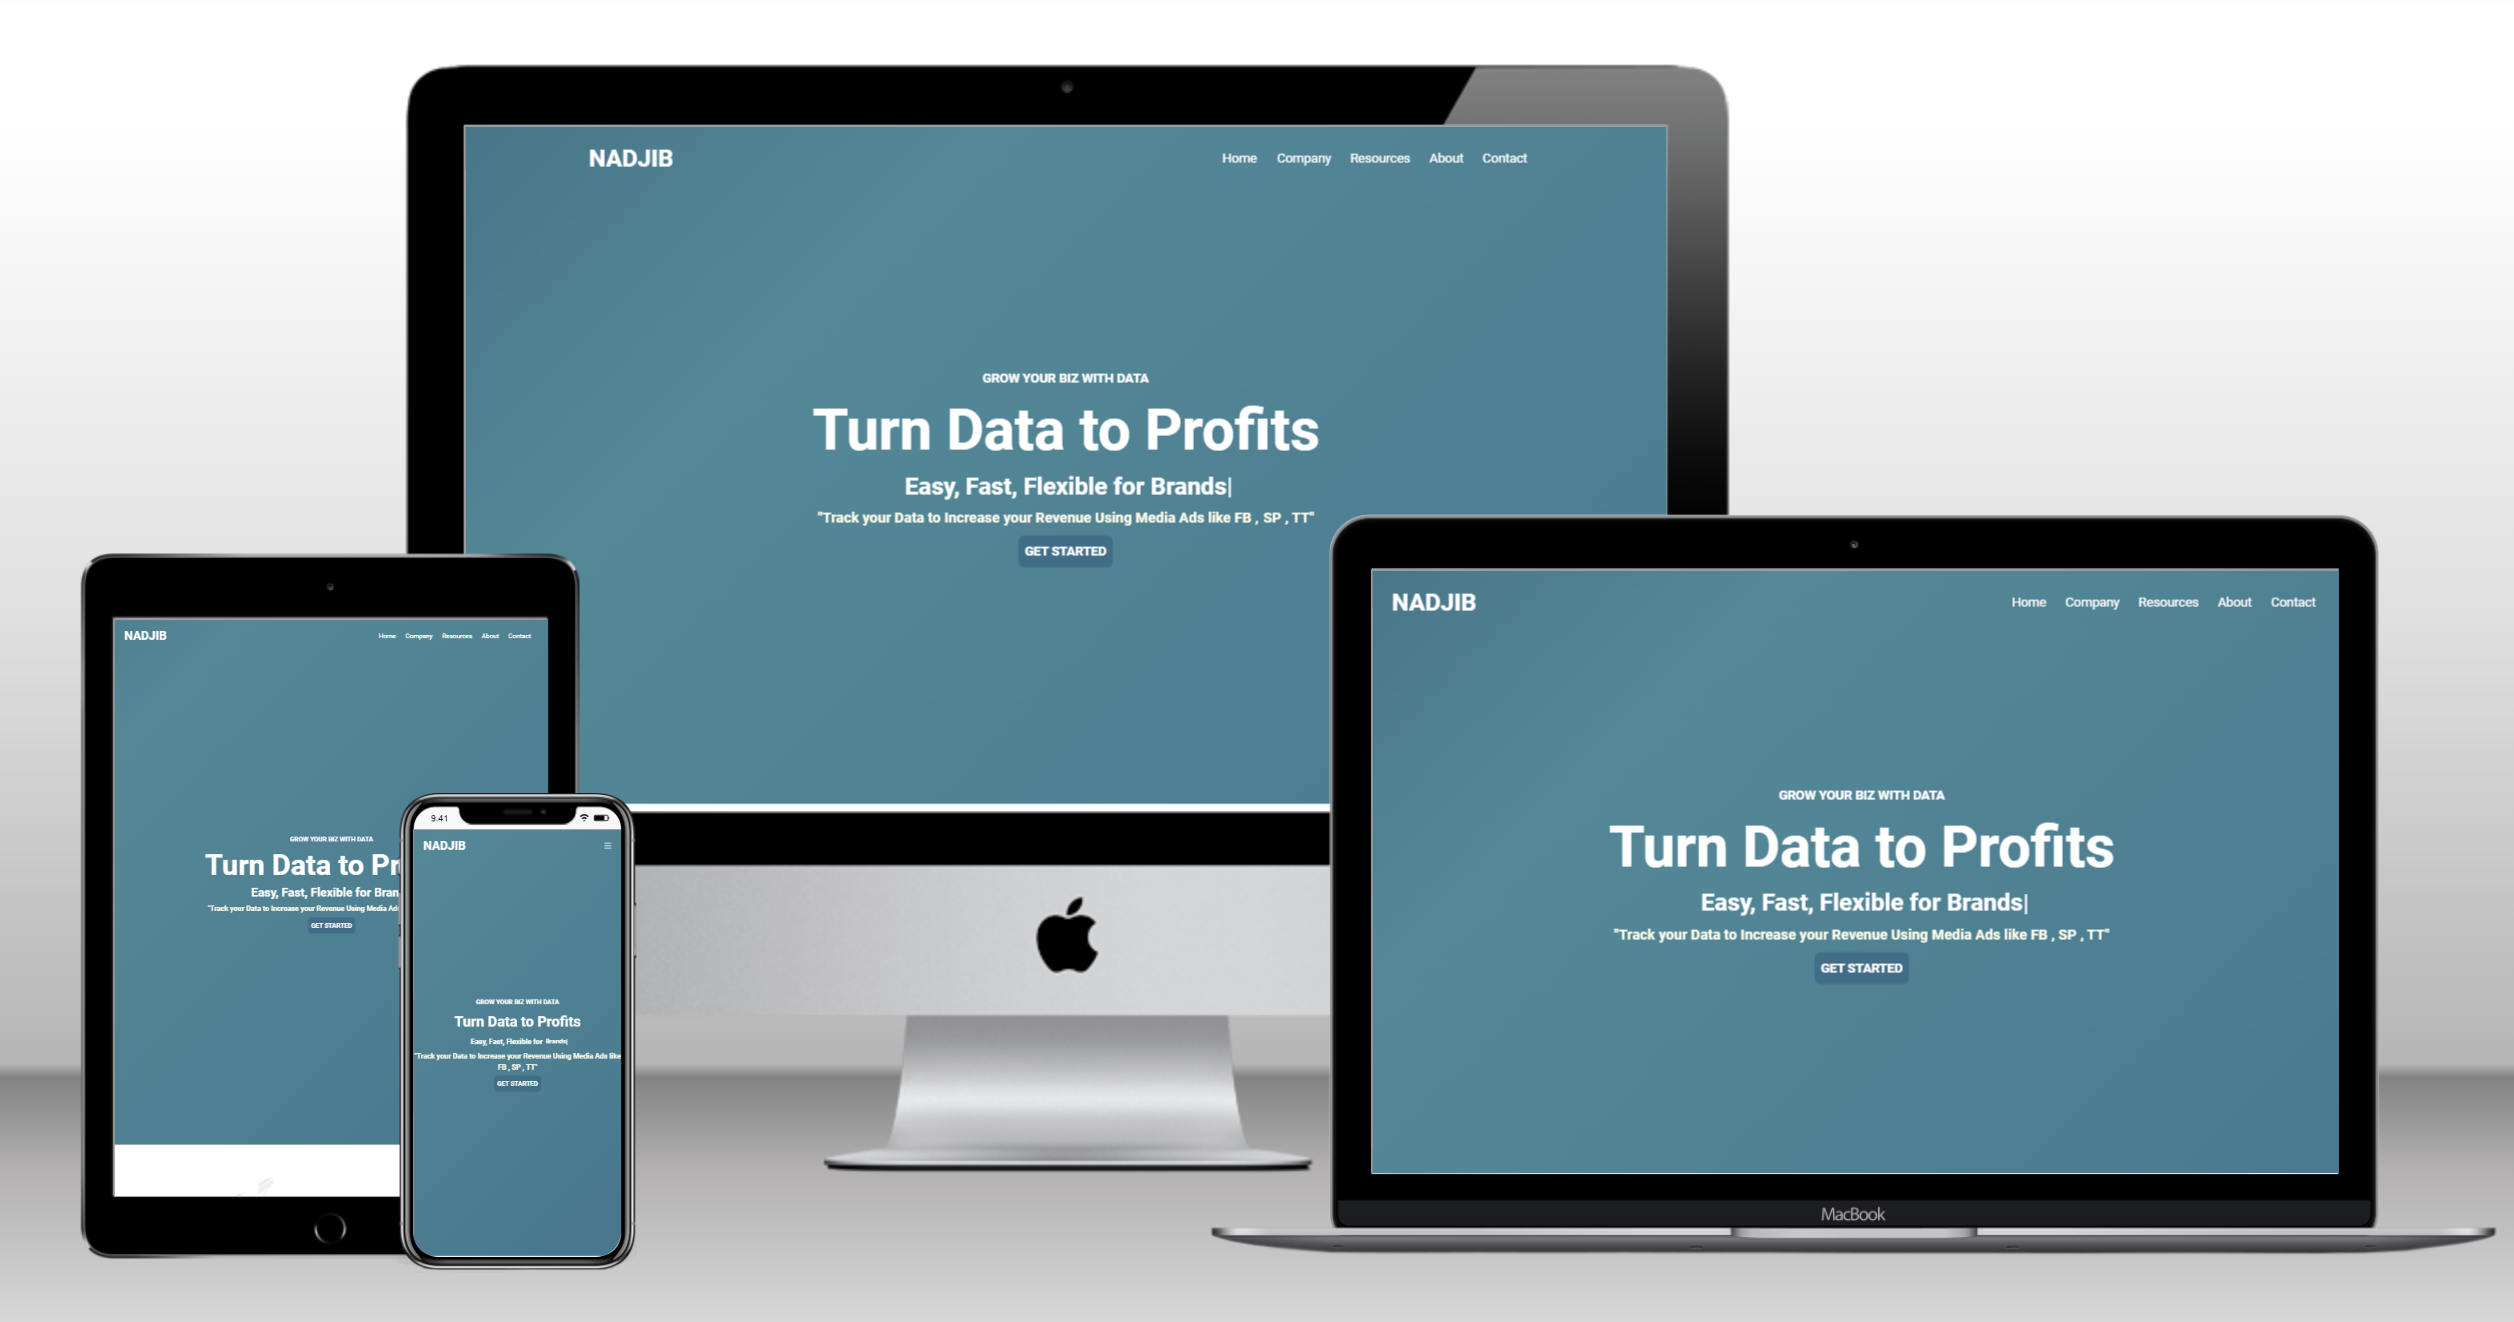 NADJIB
Home Company Resources About Contact
GROW YOUR BIZ WITH DATA
Turn Data to Profits
Easy, Fast, Flexible for Brands|
"Track your Data to Increase your Revenue Using Media Ads like FB , SP , TT"
GET STARTED
NADJIB
Home Company Resources About Contact
GROW YOUR BIZ WITH DATA
Turn Data to Pr
Easy, Fast, Flexible for Bran
"Track your Data to Increase your Revenue Using Media Ads
GET STARTED
9.41
NADJIB
GROW YOUR BIZ WITH DATA
Turn Data to Profits
Easy, Fast, Flexible for Brands|
"Track your Data to Increase your Revenue Using Media Ads like
FB , SP , TT"
GET STARTED
NADJIB
Home Company Resources About Contact
GROW YOUR BIZ WITH DATA
Turn Data to Profits
Easy, Fast, Flexible for Brands|
"Track your Data to Increase your Revenue Using Media Ads like FB , SP , TT"
GET STARTED
MacBook